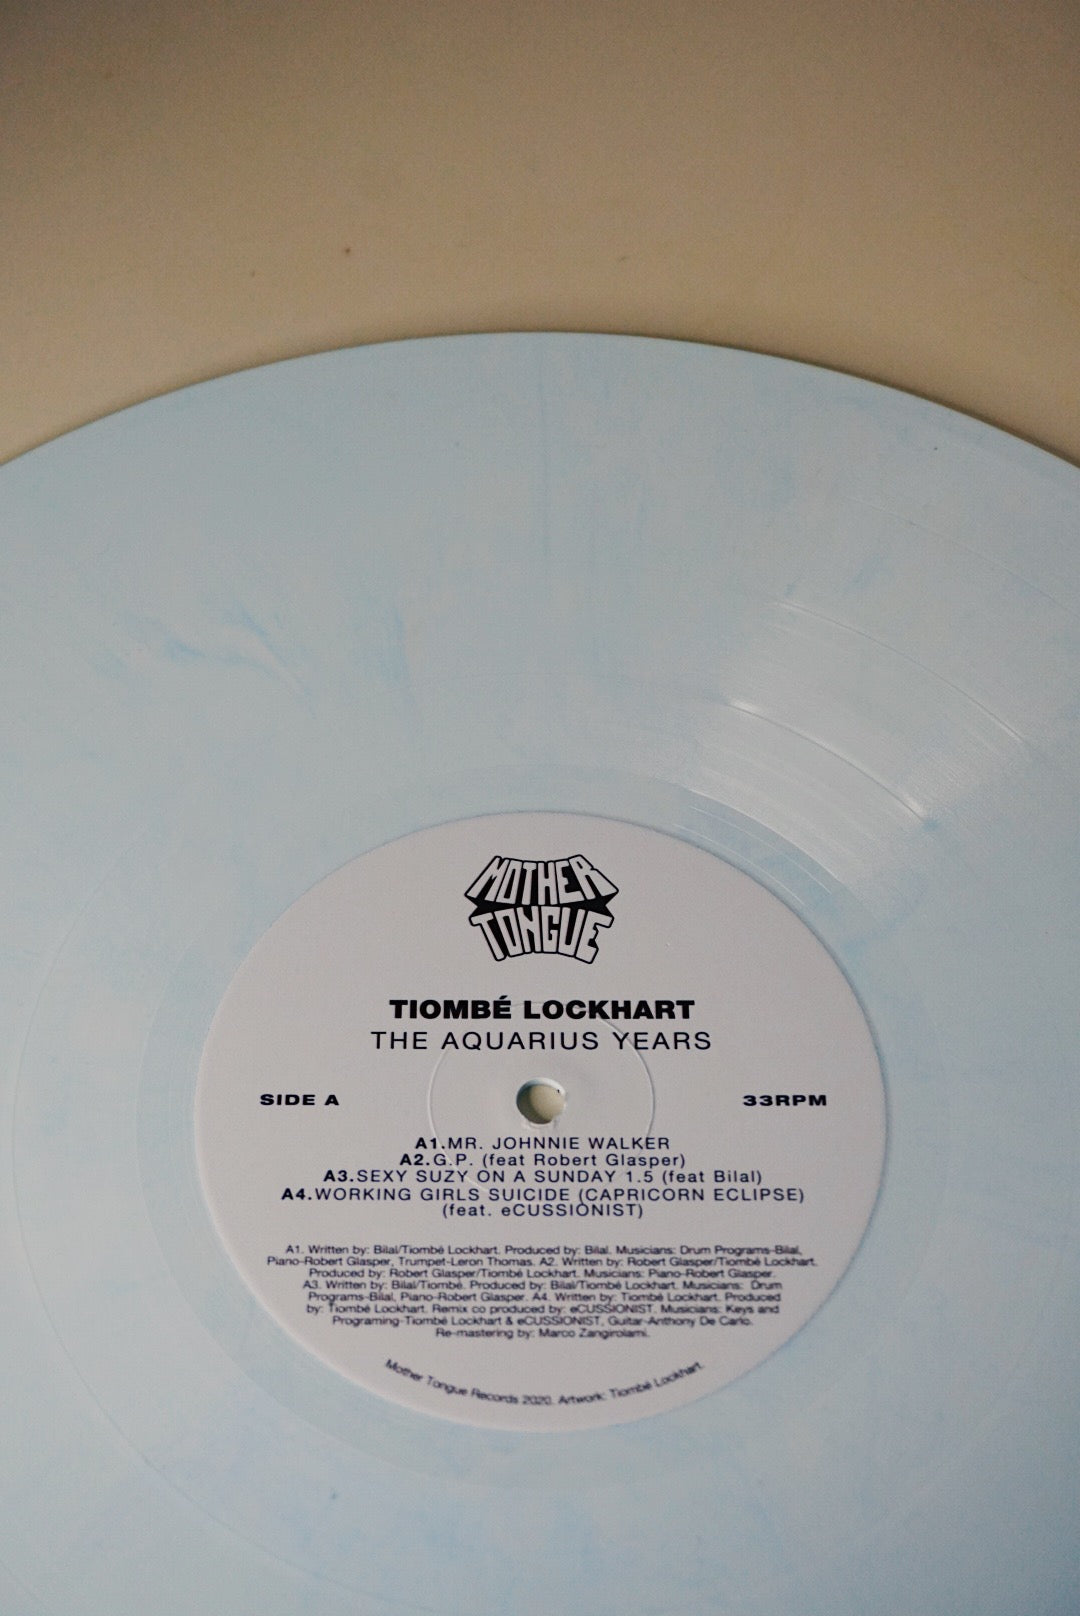 MOTHER
TONGUE
TIOMBÉ LOCKHART
THE AQUARIUS YEARS
SIDE A
33RPM
A1.MR. JOHNNIE WALKER
A2.G.P. (feat Robert Glasper)
A3.SEXY SUZY ON A SUNDAY 1.5 (feat Bilal)
A4.WORKING GIRLS SUICIDE (CAPRICORN ECLIPSE)
(feat. eCUSSIONIST)
A1. Written by: Bilal/Tiombé Lockhart. Produced by: Bilal. Musicians: Drum Programs-Bilal,
Piano-Robert Glasper, Trumpet-Leron Thomas. A2. Written by: Robert Glasper/Tiombé Lockhart.
Produced by: Robert Glasper/Tiombé Lockhart. Musicians: Piano-Robert Glasper.
A3. Written by: Bilal/Tiombé. Produced by: Bilal/Tiombé Lockhart. Musicians: Drum
Programs-Bilal, Piano-Robert Glasper. A4. Written by: Tiombé Lockhart. Produced
by: Tiombé Lockhart. Remix co produced by: eCUSSIONIST. Musicians: Keys and
Programing-Tiombé Lockhart & eCUSSIONIST, Guitar-Anthony De Carlo.
Re-mastering by: Marco Zangirolami.
Mother Tongue Records 2020. Artwork: Tiombé Lockhart.